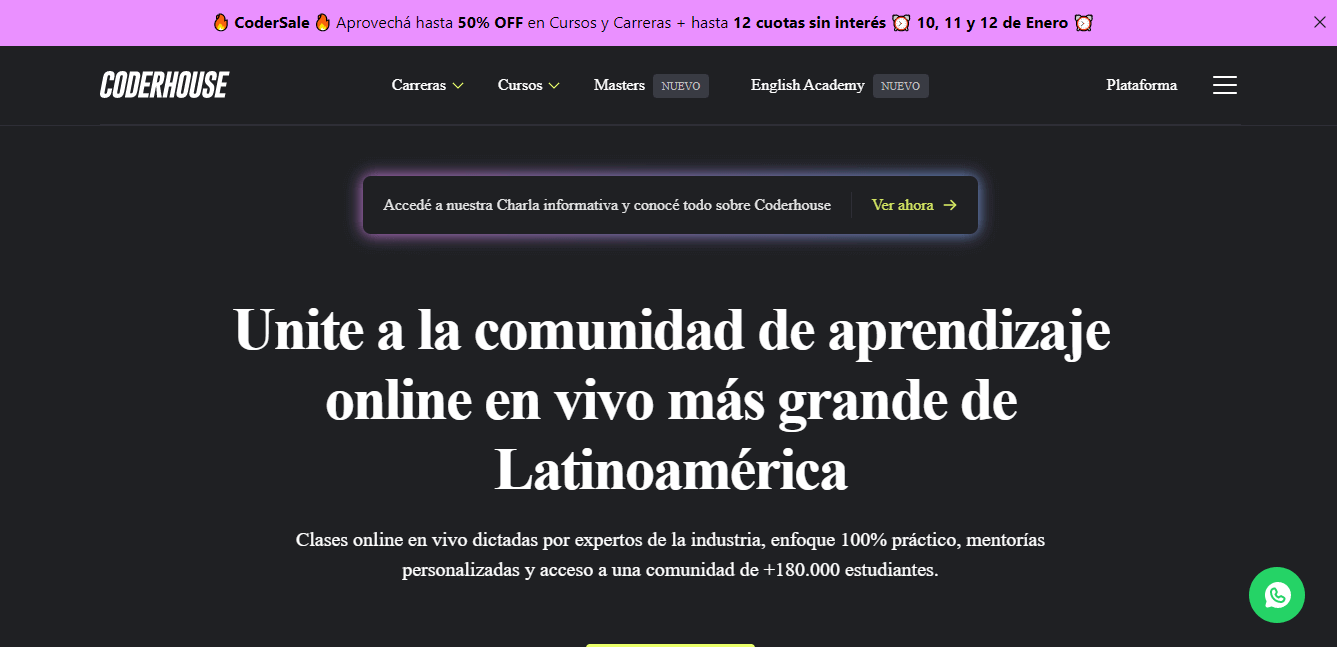 🔥 CoderSale 🔥 Aprovechá hasta 50% OFF en Cursos y Carreras + hasta 12 cuotas sin interés ⏰ 10, 11 y 12 de Enero ⏰
CODERHOUSE Carreras Cursos Masters NUEVO English Academy NUEVO Plataforma
Accedé a nuestra Charla informativa y conocé todo sobre Coderhouse Ver ahora →
Unite a la comunidad de aprendizaje
online en vivo más grande de
Latinoamérica
Clases online en vivo dictadas por expertos de la industria, enfoque 100% práctico, mentorías
personalizadas y acceso a una comunidad de +180.000 estudiantes.